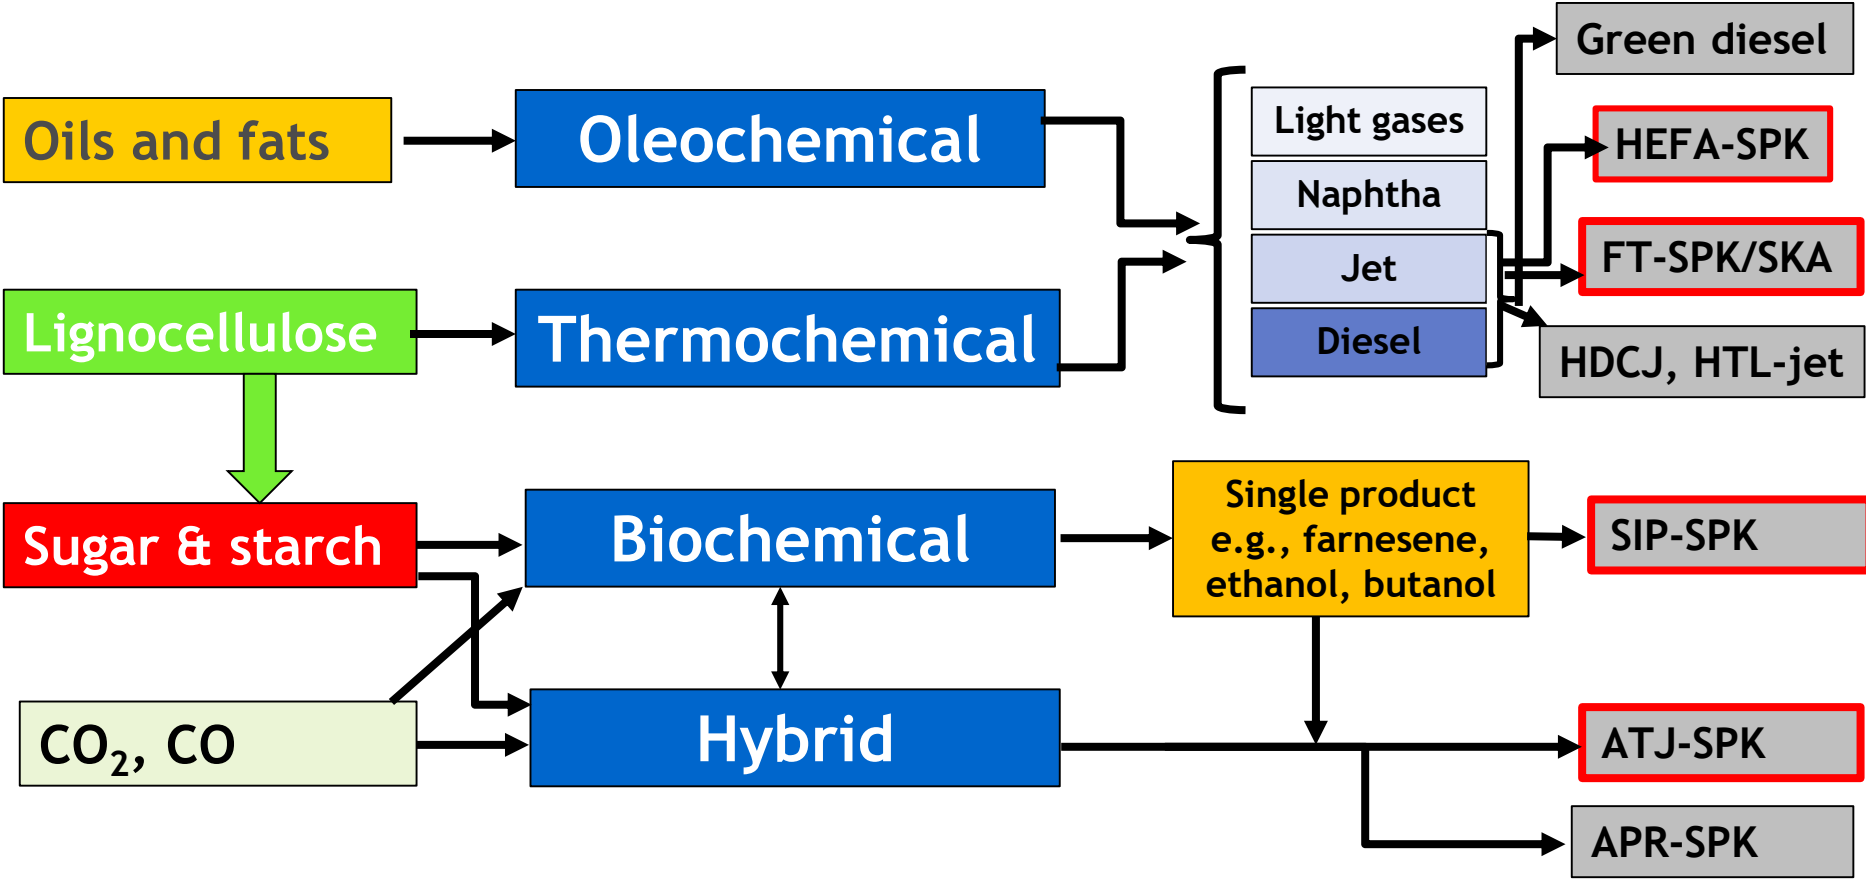 Green diesel
Oils and fats
Oleochemical
Light gases
HEFA-SPK
Naphtha
FT-SPK/SKA
Jet
Lignocellulose
Thermochemical
Diesel
HDCJ, HTL-jet
Sugar & starch
Biochemical
Single product
e.g., farnesene,
ethanol, butanol
SIP-SPK
CO₂, CO
Hybrid
ATJ-SPK
APR-SPK